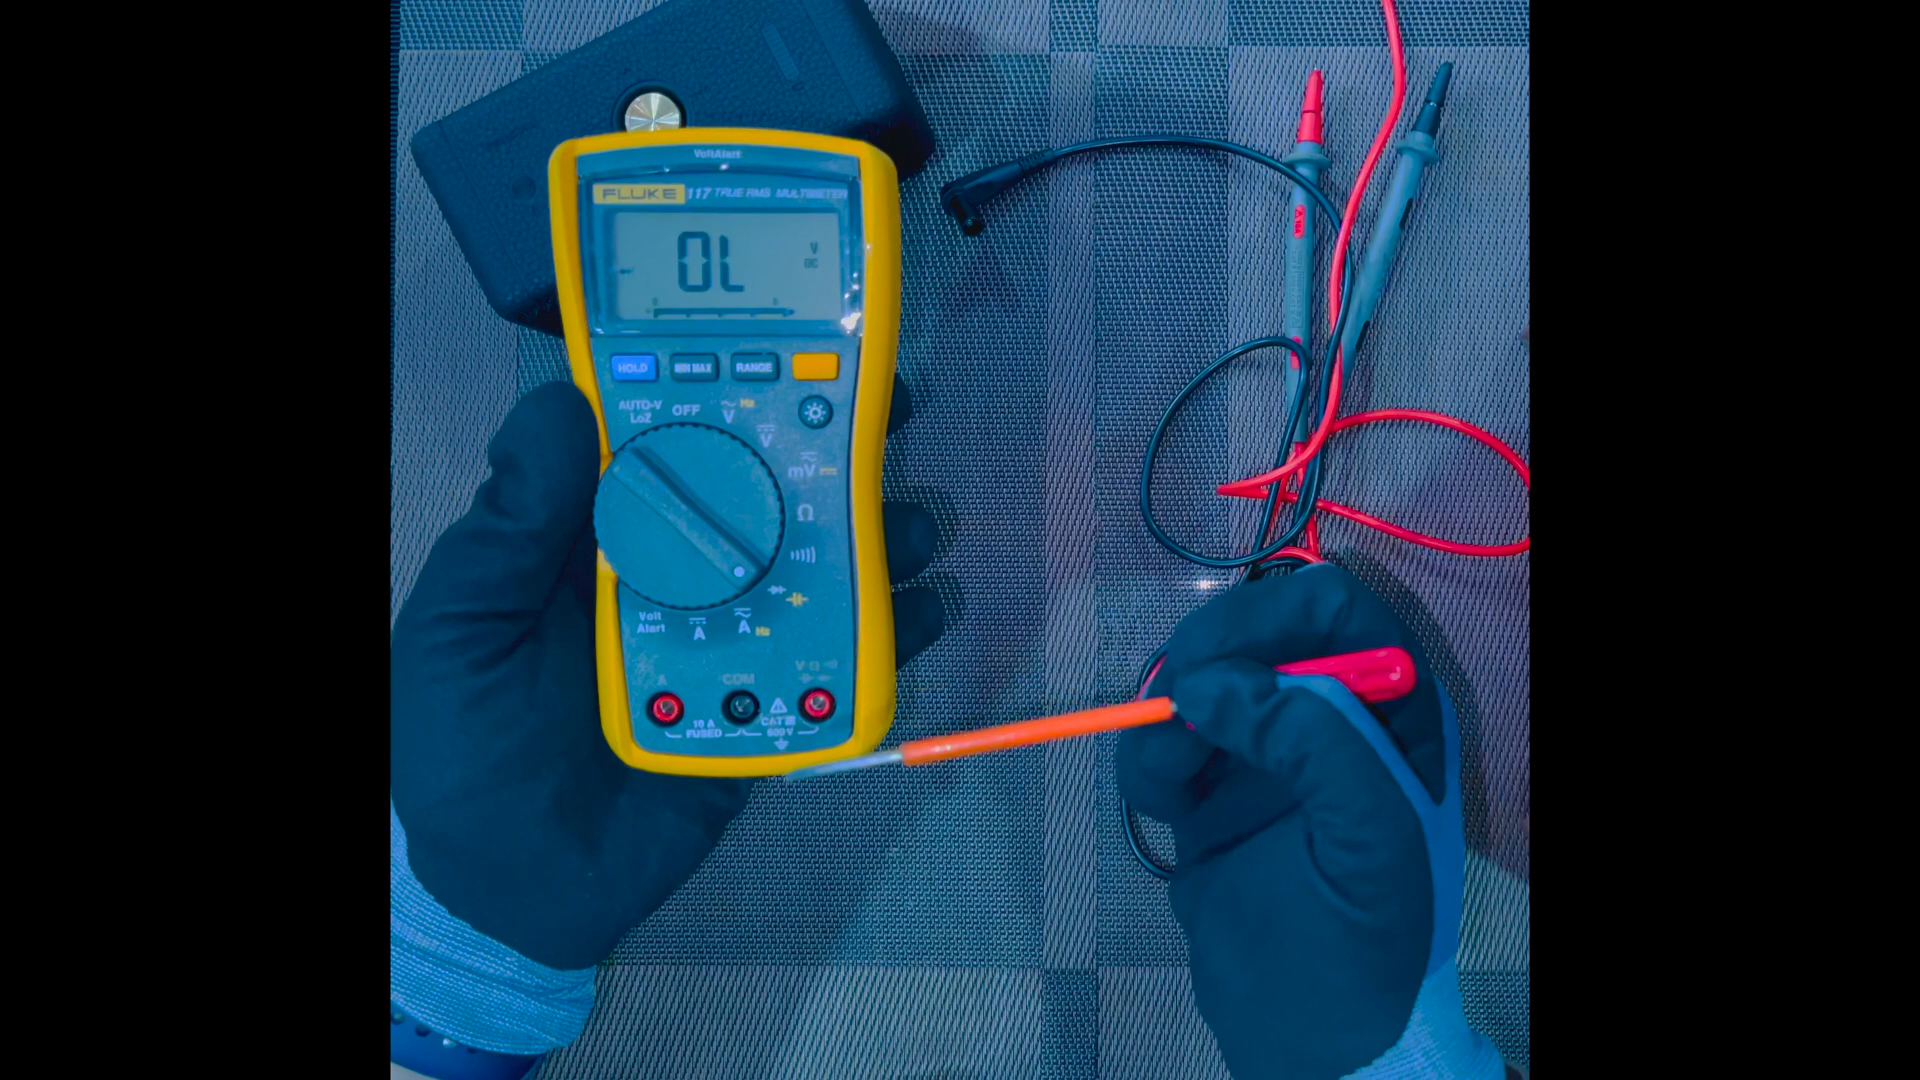 VoltAlert
FLUKE 117 TRUE RMS MULTIMETER
OL
V
DC
HOLD
MIN MAX
RANGE
AUTO-V
LoZ
OFF
V
Hz
V
mV
Ω
Volt
Alert
A
A
Hz
A
COM
V Ω
10 A
FUSED
CAT III
600 V